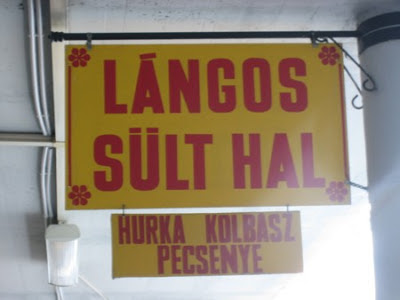 LÁNGOS
SÜLT HAL
HURKA KOLBASZ
PECSENYE